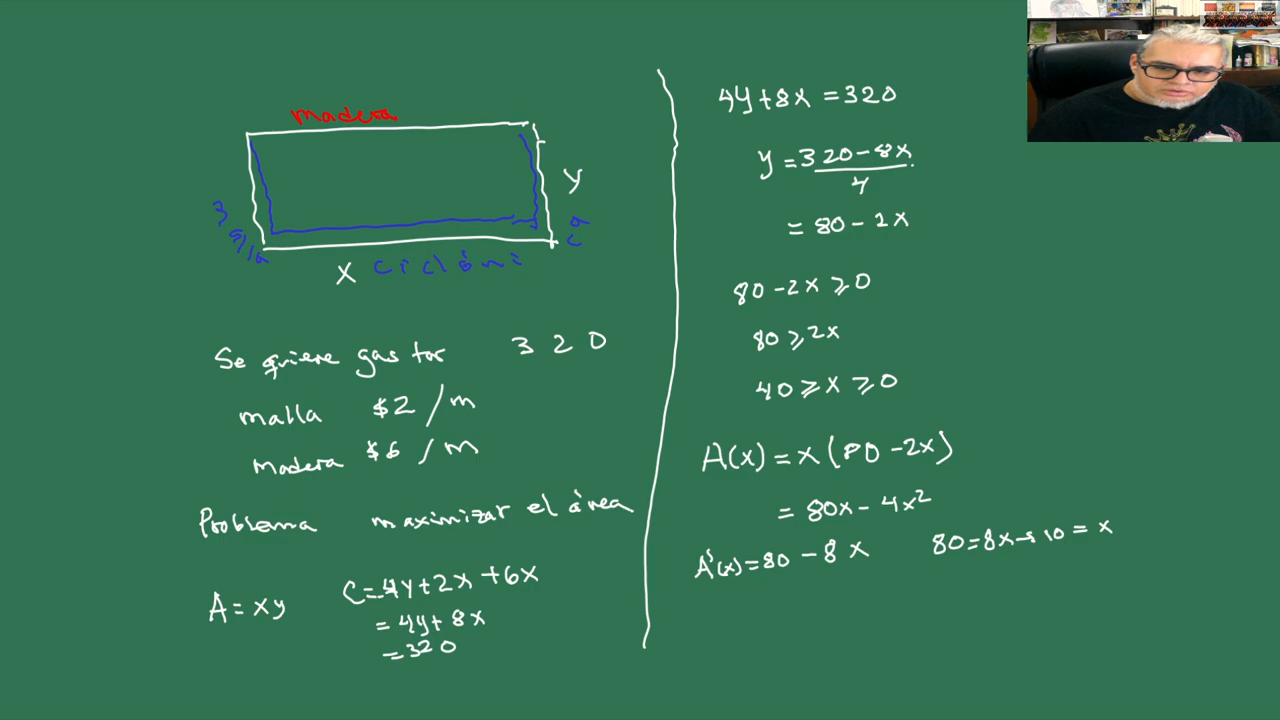 madera
y
x ciclóni
Se quiere gastar 320
malla $2/m
madera $6/m
Problema maximizar el área
A=xy
C=4y+2x+6x
=4y+8x
=320
4y+8x=320
y=320-8x/4
=80-2x
80-2x≥0
80≥2x
40≥x≥0
A(x)=x(80-2x)
=80x-4x²
A'(x)=80-8x 80=8x→10=x